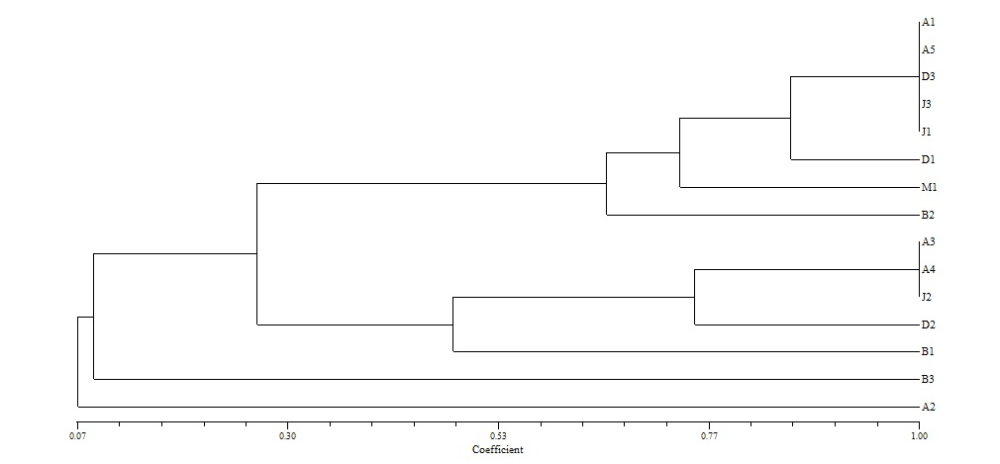 A1
A5
D3
J3
J1
D1
M1
B2
A3
A4
J2
D2
B1
B3
A2
0.07 0.30 0.53 0.77 1.00
Coefficient